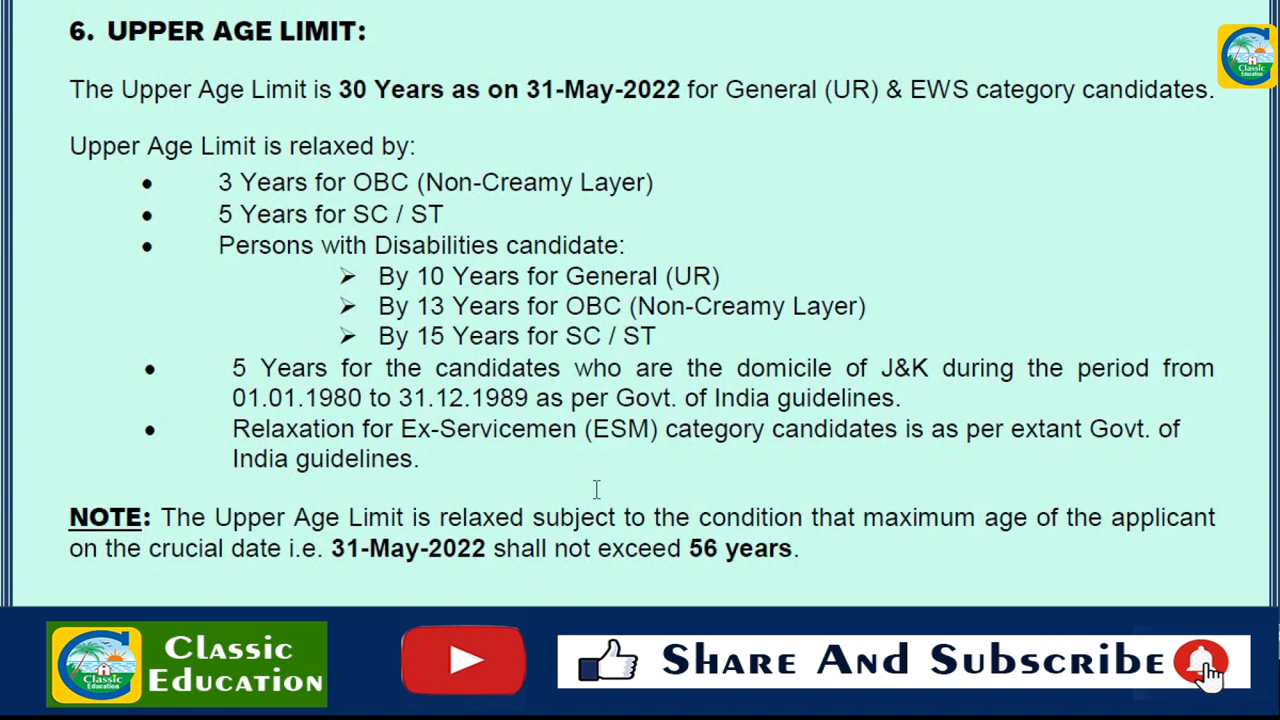 6. UPPER AGE LIMIT:
Classic
Education
The Upper Age Limit is 30 Years as on 31-May-2022 for General (UR) & EWS category candidates.
Upper Age Limit is relaxed by:
• 3 Years for OBC (Non-Creamy Layer)
• 5 Years for SC / ST
• Persons with Disabilities candidate:
➢ By 10 Years for General (UR)
➢ By 13 Years for OBC (Non-Creamy Layer)
➢ By 15 Years for SC / ST
• 5 Years for the candidates who are the domicile of J&K during the period from
01.01.1980 to 31.12.1989 as per Govt. of India guidelines.
• Relaxation for Ex-Servicemen (ESM) category candidates is as per extant Govt. of
India guidelines.
NOTE: The Upper Age Limit is relaxed subject to the condition that maximum age of the applicant
on the crucial date i.e. 31-May-2022 shall not exceed 56 years.
Classic
Education
CLASSIC
EDUCATION
SHARE AND SUBSCRIBE